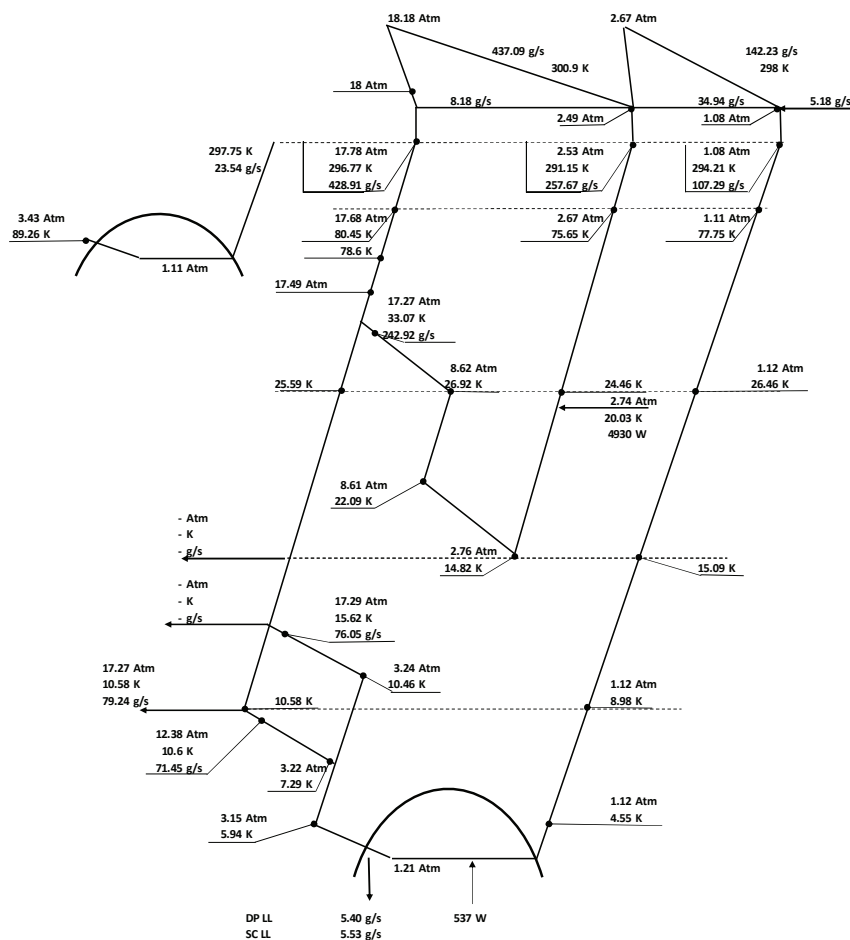 18.18 Atm
2.67 Atm
437.09 g/s
300.9 K
142.23 g/s
298 K
18 Atm
8.18 g/s
34.94 g/s
5.18 g/s
2.49 Atm
1.08 Atm
297.75 K
23.54 g/s
17.78 Atm
296.77 K
428.91 g/s
2.53 Atm
291.15 K
257.67 g/s
1.08 Atm
294.21 K
107.29 g/s
3.43 Atm
89.26 K
1.11 Atm
17.68 Atm
80.45 K
78.6 K
2.67 Atm
75.65 K
1.11 Atm
77.75 K
17.49 Atm
17.27 Atm
33.07 K
242.92 g/s
25.59 K
8.62 Atm
26.92 K
24.46 K
2.74 Atm
20.03 K
4930 W
1.12 Atm
26.46 K
8.61 Atm
22.09 K
- Atm
- K
- g/s
2.76 Atm
14.82 K
15.09 K
- Atm
- K
- g/s
17.29 Atm
15.62 K
76.05 g/s
17.27 Atm
10.58 K
79.24 g/s
10.58 K
3.24 Atm
10.46 K
1.12 Atm
8.98 K
12.38 Atm
10.6 K
71.45 g/s
3.22 Atm
7.29 K
3.15 Atm
5.94 K
1.12 Atm
4.55 K
1.21 Atm
DP LL 5.40 g/s 537 W
SC LL 5.53 g/s